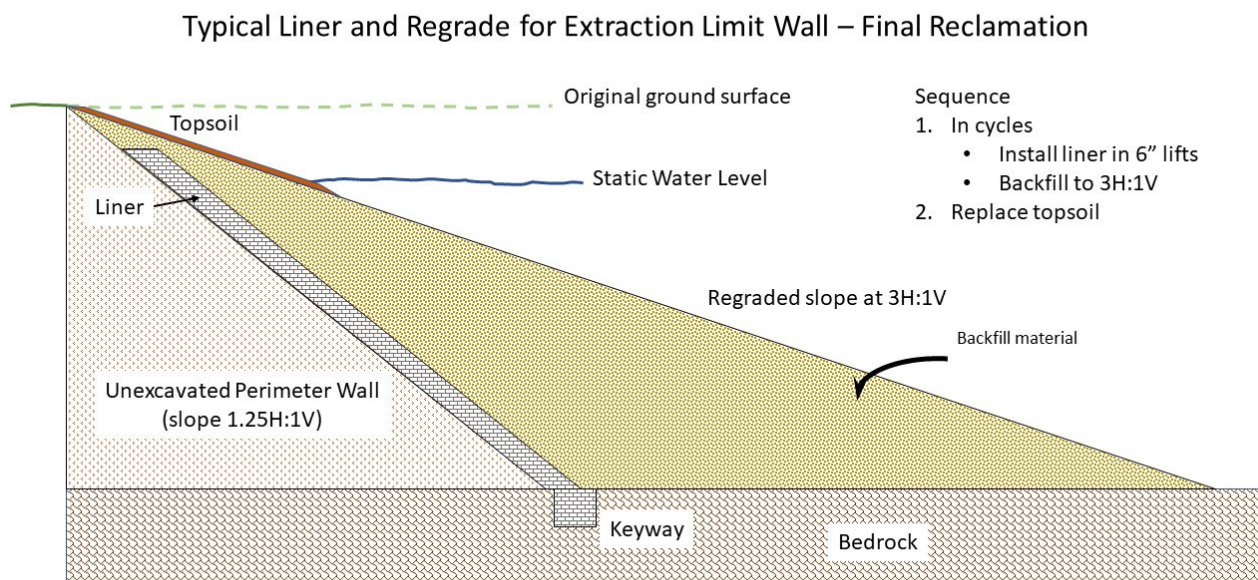 Typical Liner and Regrade for Extraction Limit Wall – Final Reclamation
Original ground surface
Topsoil
Static Water Level
Liner
Sequence
1. In cycles
• Install liner in 6” lifts
• Backfill to 3H:1V
2. Replace topsoil
Regraded slope at 3H:1V
Backfill material
Unexcavated Perimeter Wall
(slope 1.25H:1V)
Keyway
Bedrock